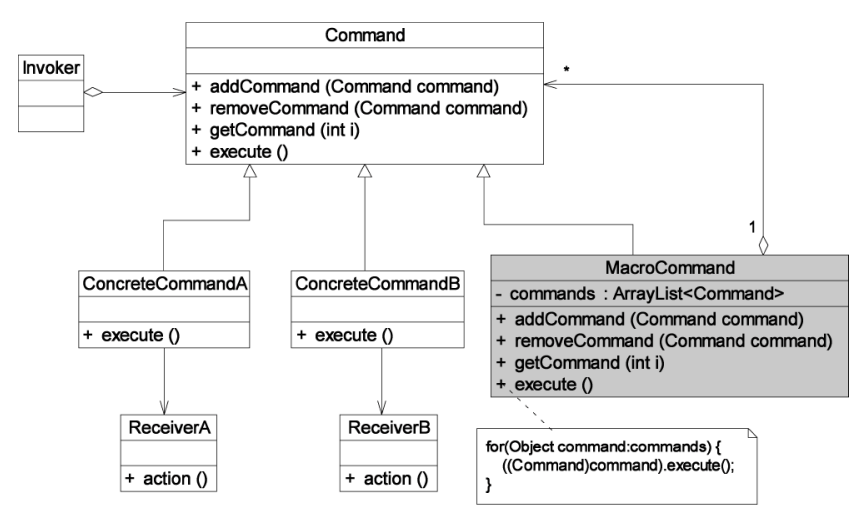 Command
Invoker
*
+ addCommand (Command command)
+ removeCommand (Command command)
+ getCommand (int i)
+ execute ()
1
ConcreteCommandA
+ execute ()
ConcreteCommandB
+ execute ()
MacroCommand
- commands : ArrayList<Command>
+ addCommand (Command command)
+ removeCommand (Command command)
+ getCommand (int i)
+ execute ()
ReceiverA
+ action ()
ReceiverB
+ action ()
for(Object command:commands) {
((Command)command).execute();
}